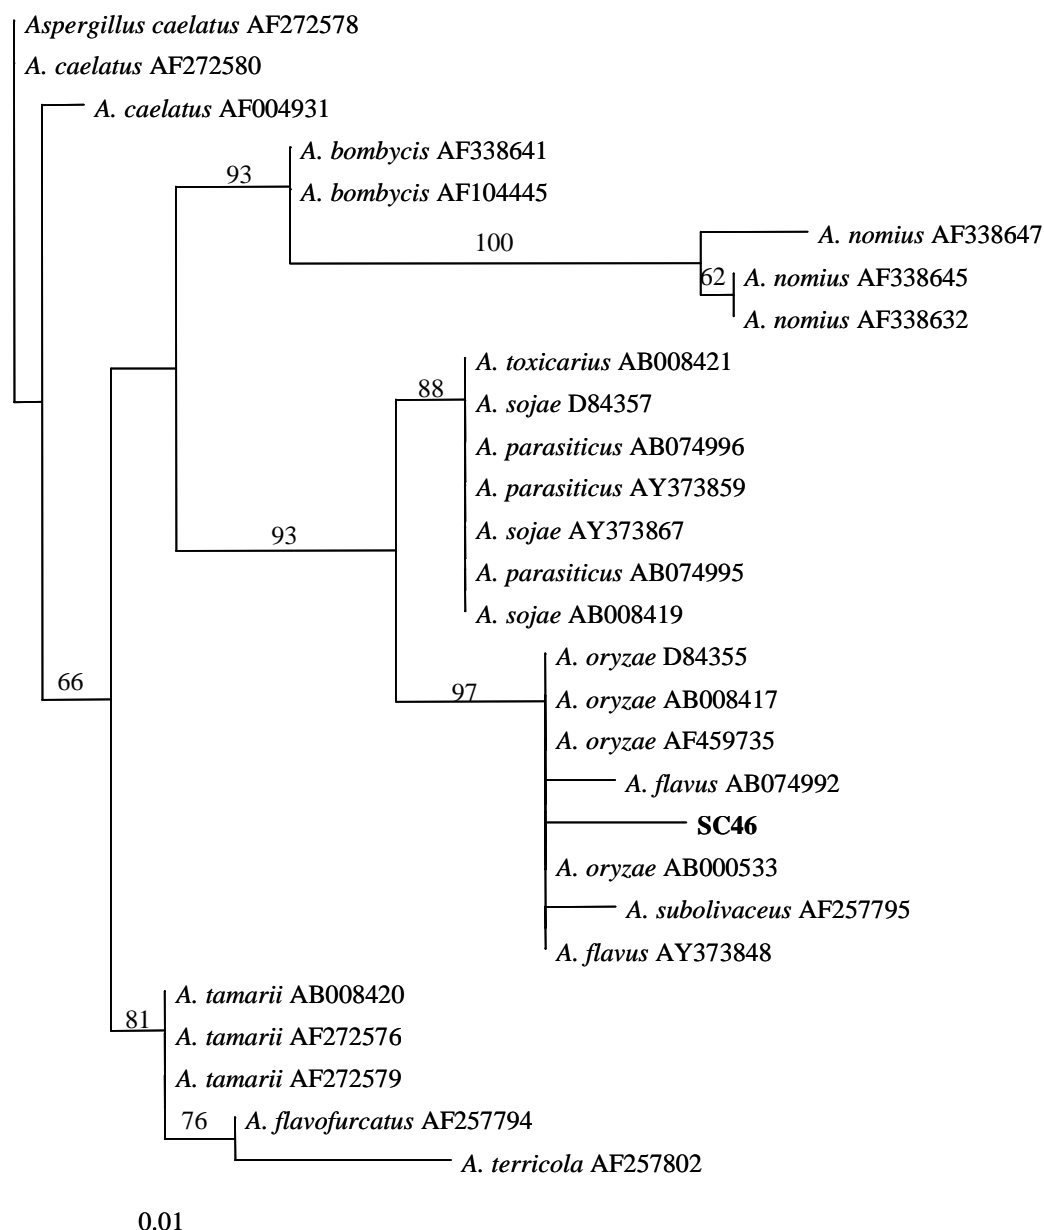 Aspergillus caelatus AF272578
A. caelatus AF272580
A. caelatus AF004931
A. bombycis AF338641
93
A. bombycis AF104445
A. nomius AF338647
100
62 A. nomius AF338645
A. nomius AF338632
A. toxicarius AB008421
88
A. sojae D84357
A. parasiticus AB074996
A. parasiticus AY373859
A. sojae AY373867
93
A. parasiticus AB074995
A. sojae AB008419
A. oryzae D84355
66
97
A. oryzae AB008417
A. oryzae AF459735
A. flavus AB074992
SC46
A. oryzae AB000533
A. subolivaceus AF257795
A. flavus AY373848
A. tamarii AB008420
81
A. tamarii AF272576
A. tamarii AF272579
76 A. flavofurcatus AF257794
A. terricola AF257802
0.01